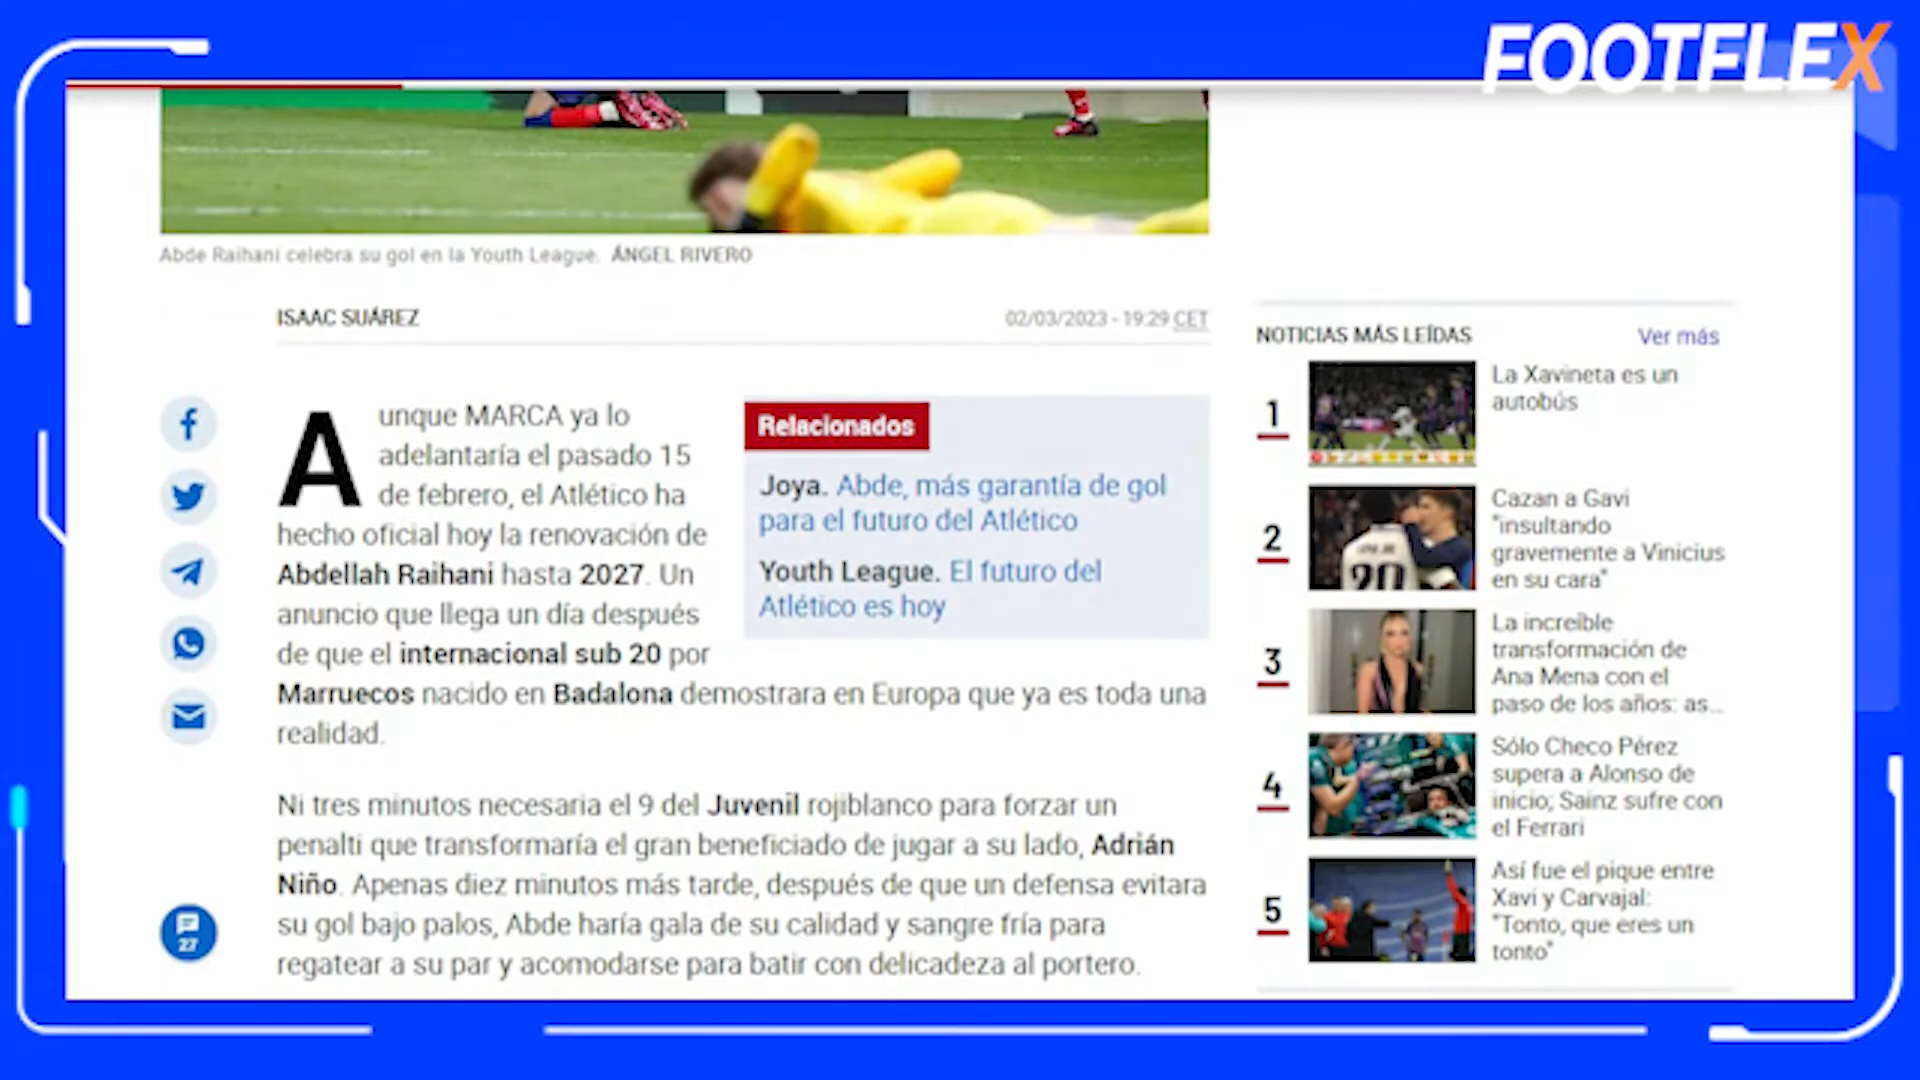 FOOTFLEX
Abde Raihani celebra su gol en la Youth League. ÁNGEL RIVERO
ISAAC SUÁREZ
02/03/2023 - 19:29 CET
Aunque MARCA ya lo
adelantaría el pasado 15
de febrero, el Atlético ha
hecho oficial hoy la renovación de
Abdellah Raihani hasta 2027. Un
anuncio que llega un día después
de que el internacional sub 20 por
Marruecos nacido en Badalona demostrara en Europa que ya es toda una
realidad.
Relacionados
Joya. Abde, más garantía de gol
para el futuro del Atlético
Youth League. El futuro del
Atlético es hoy
Ni tres minutos necesaria el 9 del Juvenil rojiblanco para forzar un
penalti que transformaría el gran beneficiado de jugar a su lado, Adrián
Niño. Apenas diez minutos más tarde, después de que un defensa evitara
su gol bajo palos, Abde haría gala de su calidad y sangre fría para
regatear a su par y acomodarse para batir con delicadeza al portero.
27
NOTICIAS MÁS LEÍDAS
Ver más
1
La Xavineta es un
autobús
2
Cazan a Gavi
"insultando
gravemente a Vinicius
en su cara"
20
3
La increíble
transformación de
Ana Mena con el
paso de los años: as...
4
Sólo Checo Pérez
supera a Alonso de
inicio; Sainz sufre con
el Ferrari
5
Así fue el pique entre
Xavi y Carvajal:
"Tonto, que eres un
tonto"